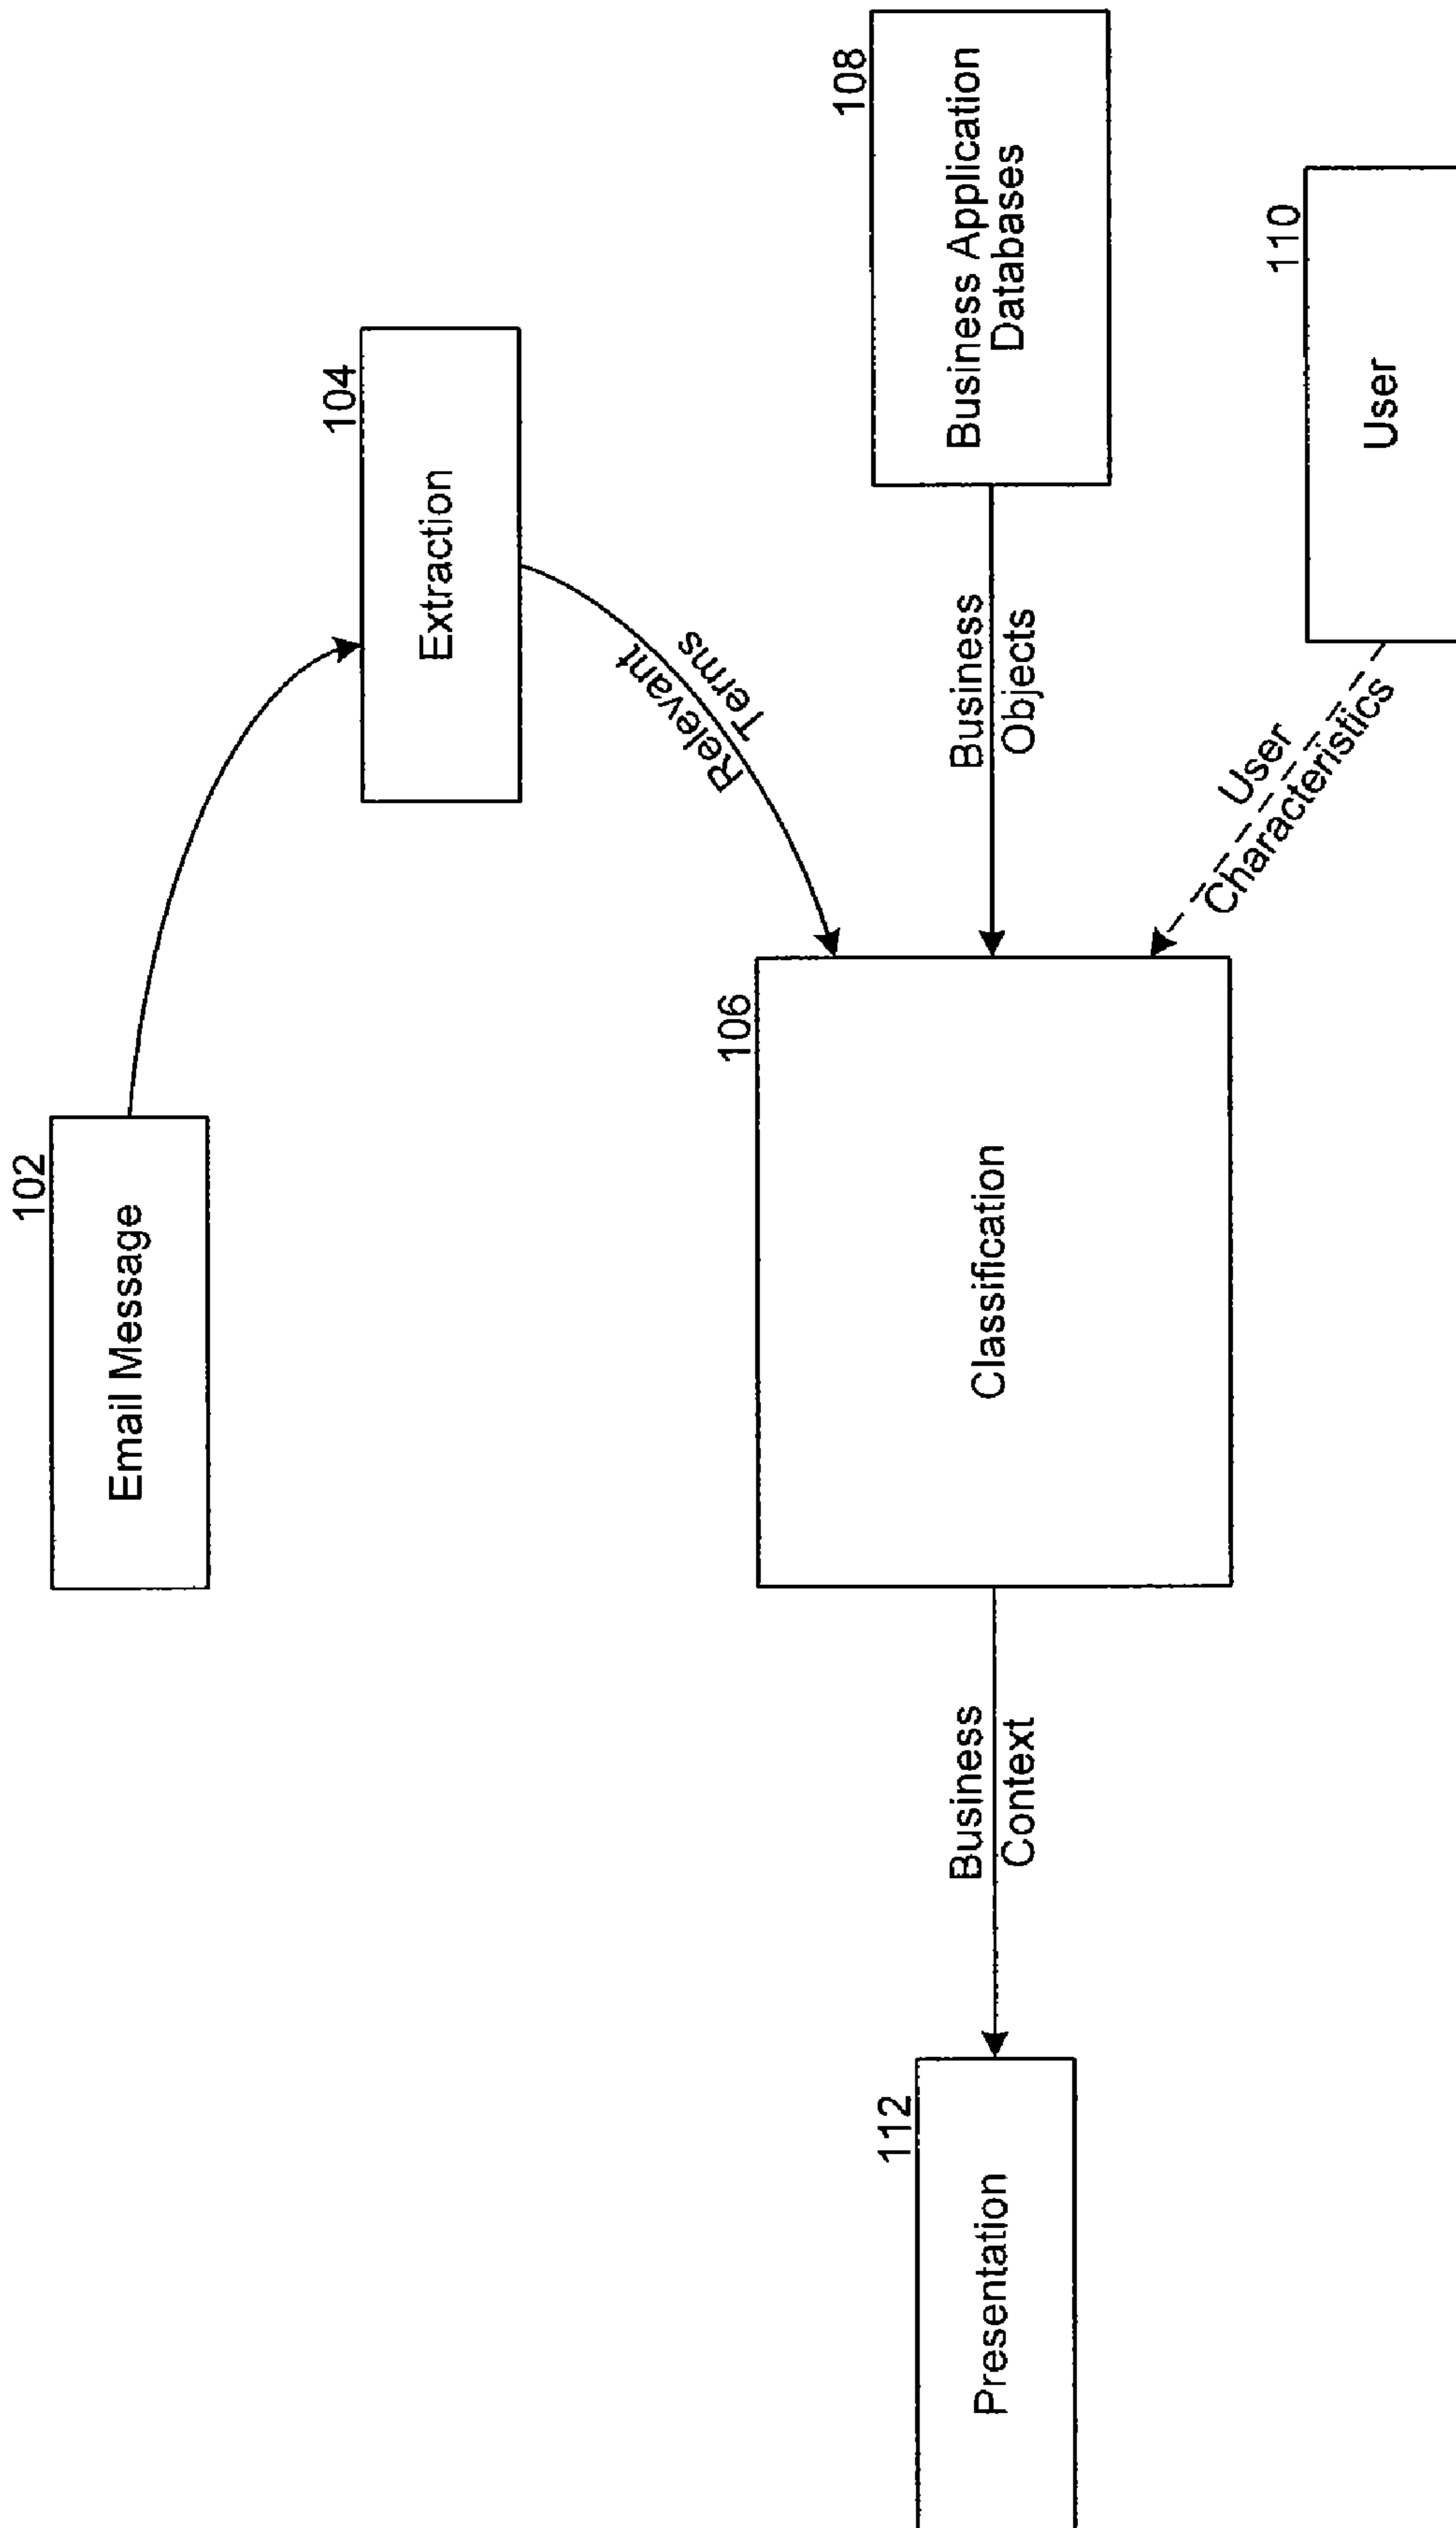 102
Email Message
104
Extraction
Relevant
Terms
106
Classification
108
Business Application
Databases
Business
Objects
110
User
User
Characteristics
Business
Context
112
Presentation